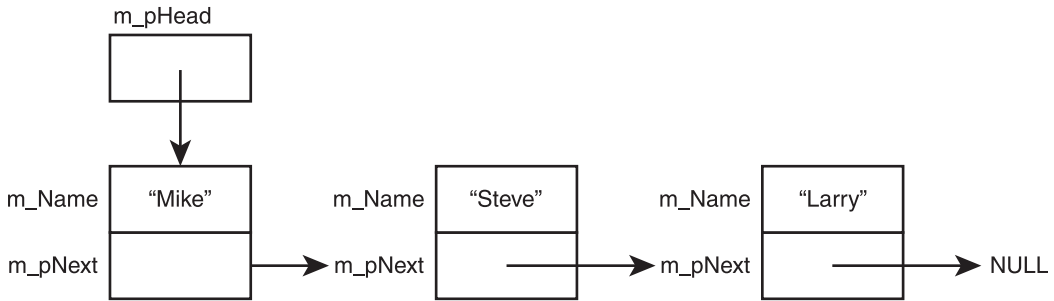 m_pHead
m_Name “Mike” m_Name “Steve” m_Name “Larry”
m_pNext m_pNext m_pNext NULL